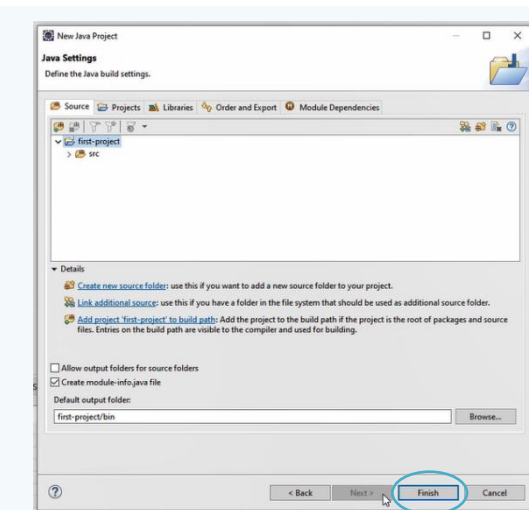 New Java Project
Java Settings
Define the Java build settings.
Source Projects Libraries Order and Export Module Dependencies
first-project
src
Details
Create new source folder: use this if you want to add a new source folder to your project.
Link additional source: use this if you have a folder in the file system that should be used as additional source folder.
Add project 'first-project' to build path: Add the project to the build path if the project is the root of packages and source
files. Entries on the build path are visible to the compiler and used for building.
Allow output folders for source folders
Create module-info.java file
Default output folder:
first-project/bin
Browse...
< Back Next > Finish Cancel